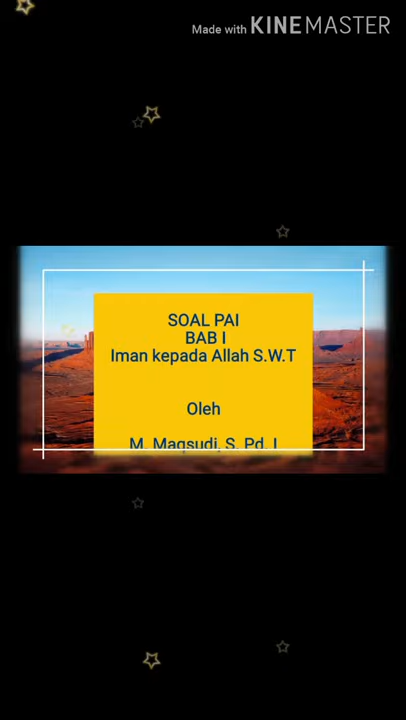 Made with KINEMASTER
SOAL PAI
BAB I
Iman kepada Allah S.W.T
Oleh
M. Maqsudi, S. Pd. I